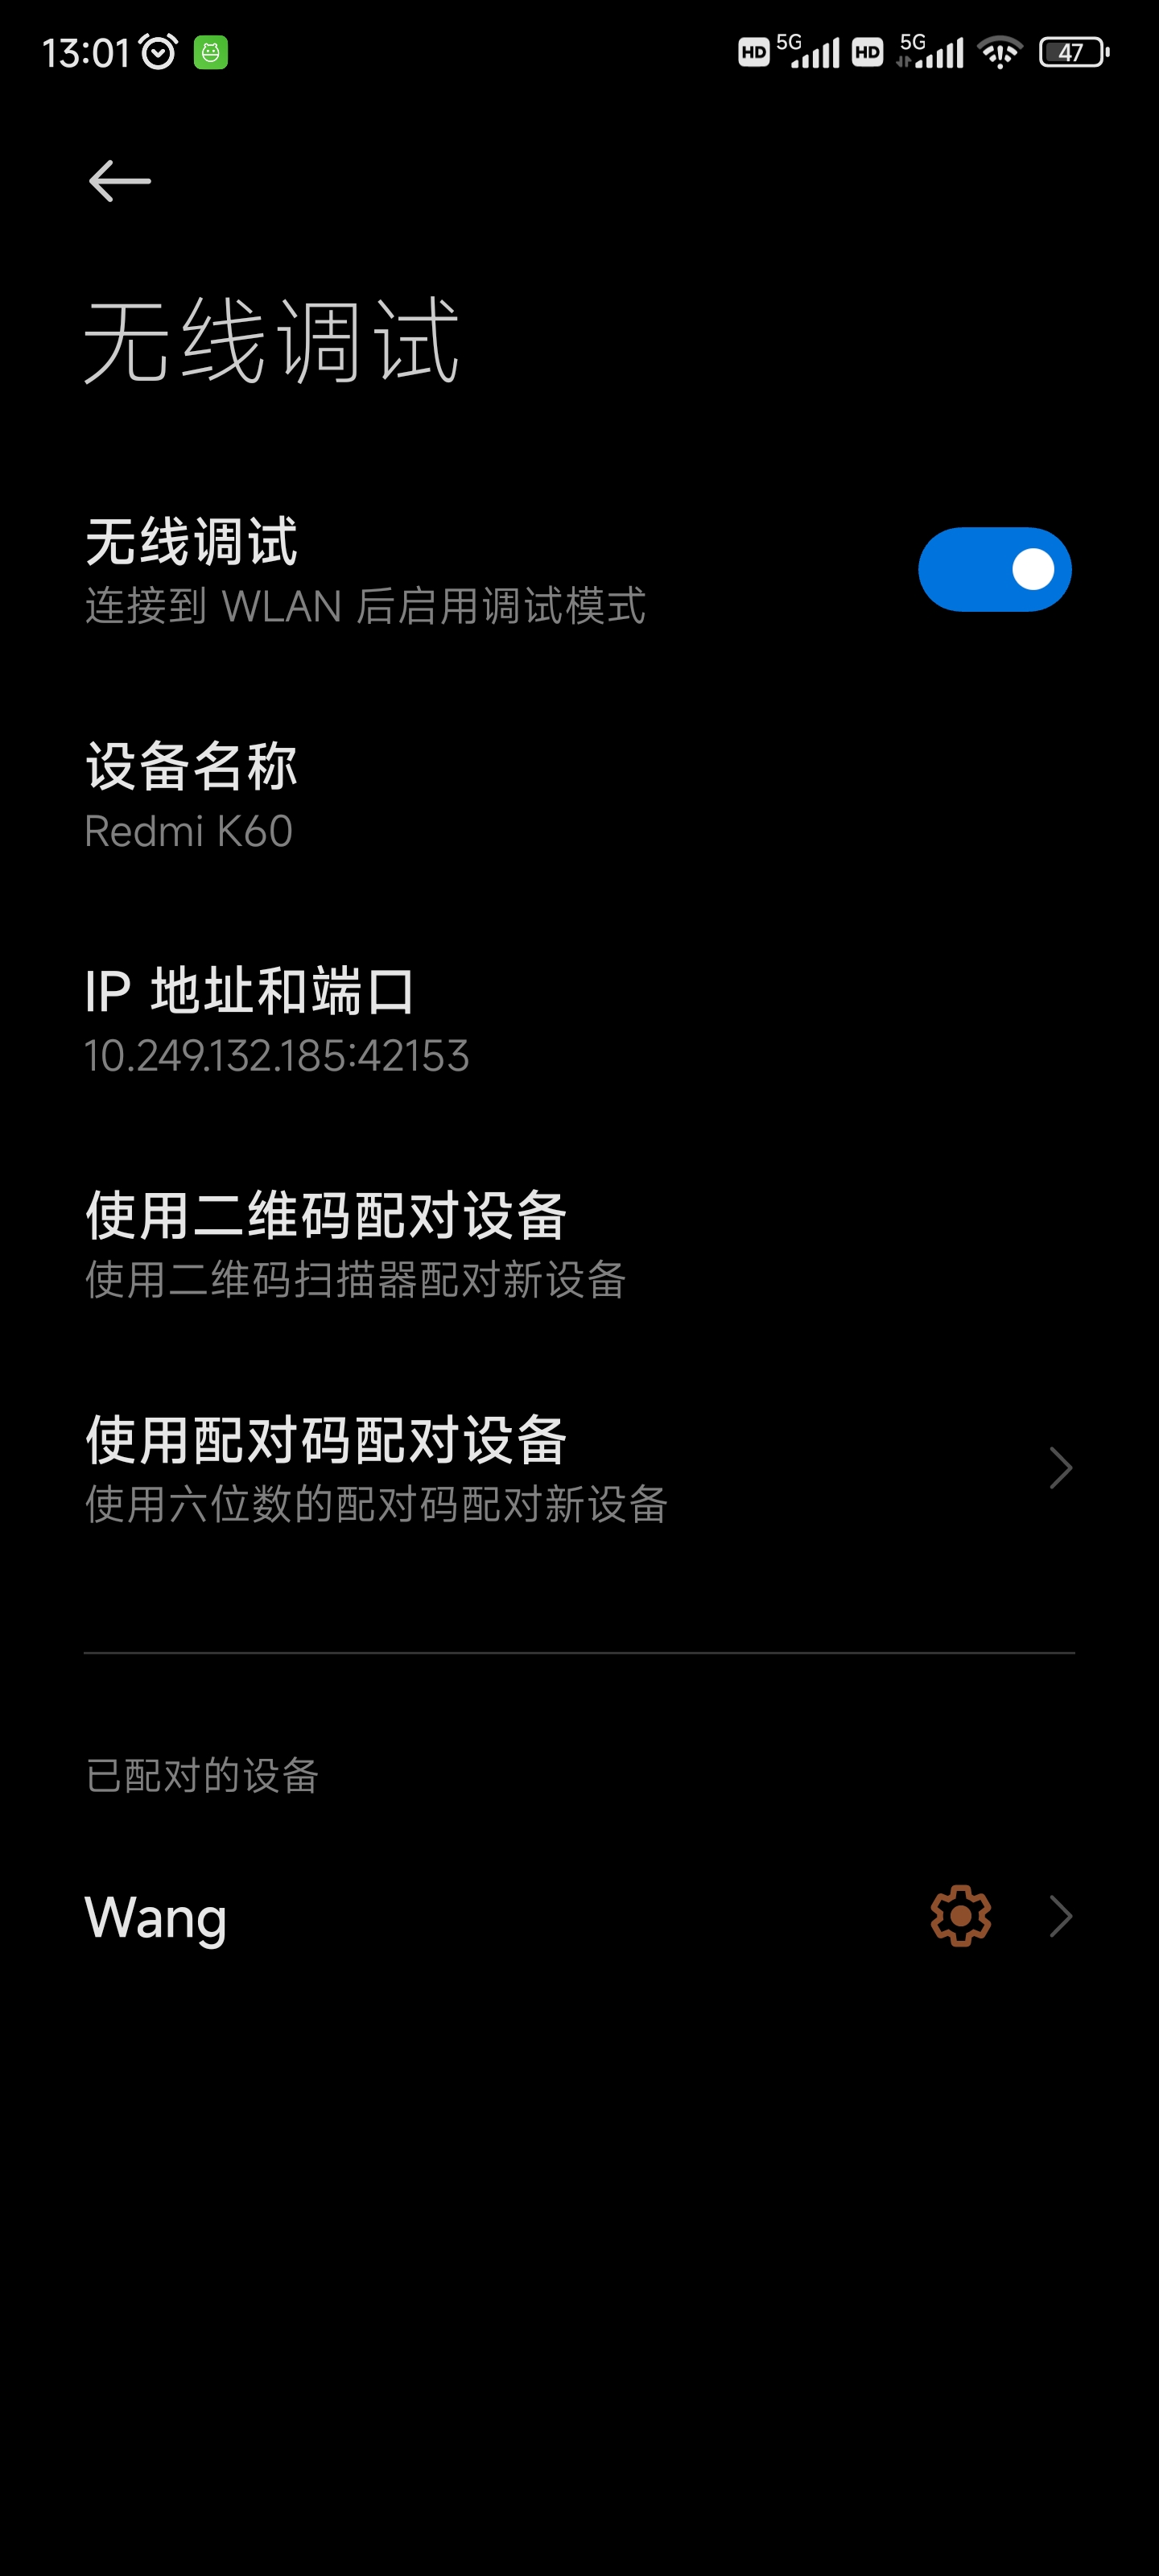 13:01
HD 5G HD 5G 47
无线调试
无线调试
连接到 WLAN 后启用调试模式
设备名称
Redmi K60
IP 地址和端口
10.249.132.185:42153
使用二维码配对设备
使用二维码扫描器配对新设备
使用配对码配对设备
使用六位数的配对码配对新设备
已配对的设备
Wang